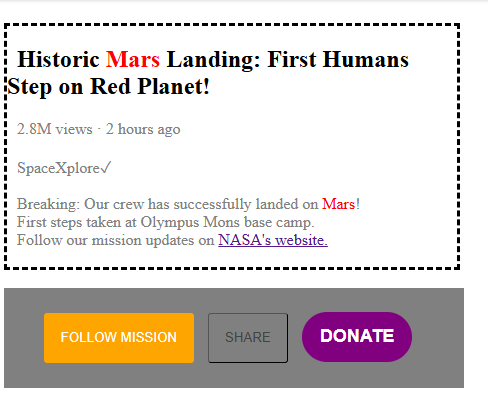 Historic Mars Landing: First Humans
Step on Red Planet!
2.8M views · 2 hours ago
SpaceXplore✓
Breaking: Our crew has successfully landed on Mars!
First steps taken at Olympus Mons base camp.
Follow our mission updates on NASA's website.
FOLLOW MISSION SHARE DONATE